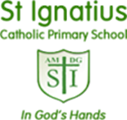 St Ignatius
Catholic Primary School
AM DG
S I
In God's Hands